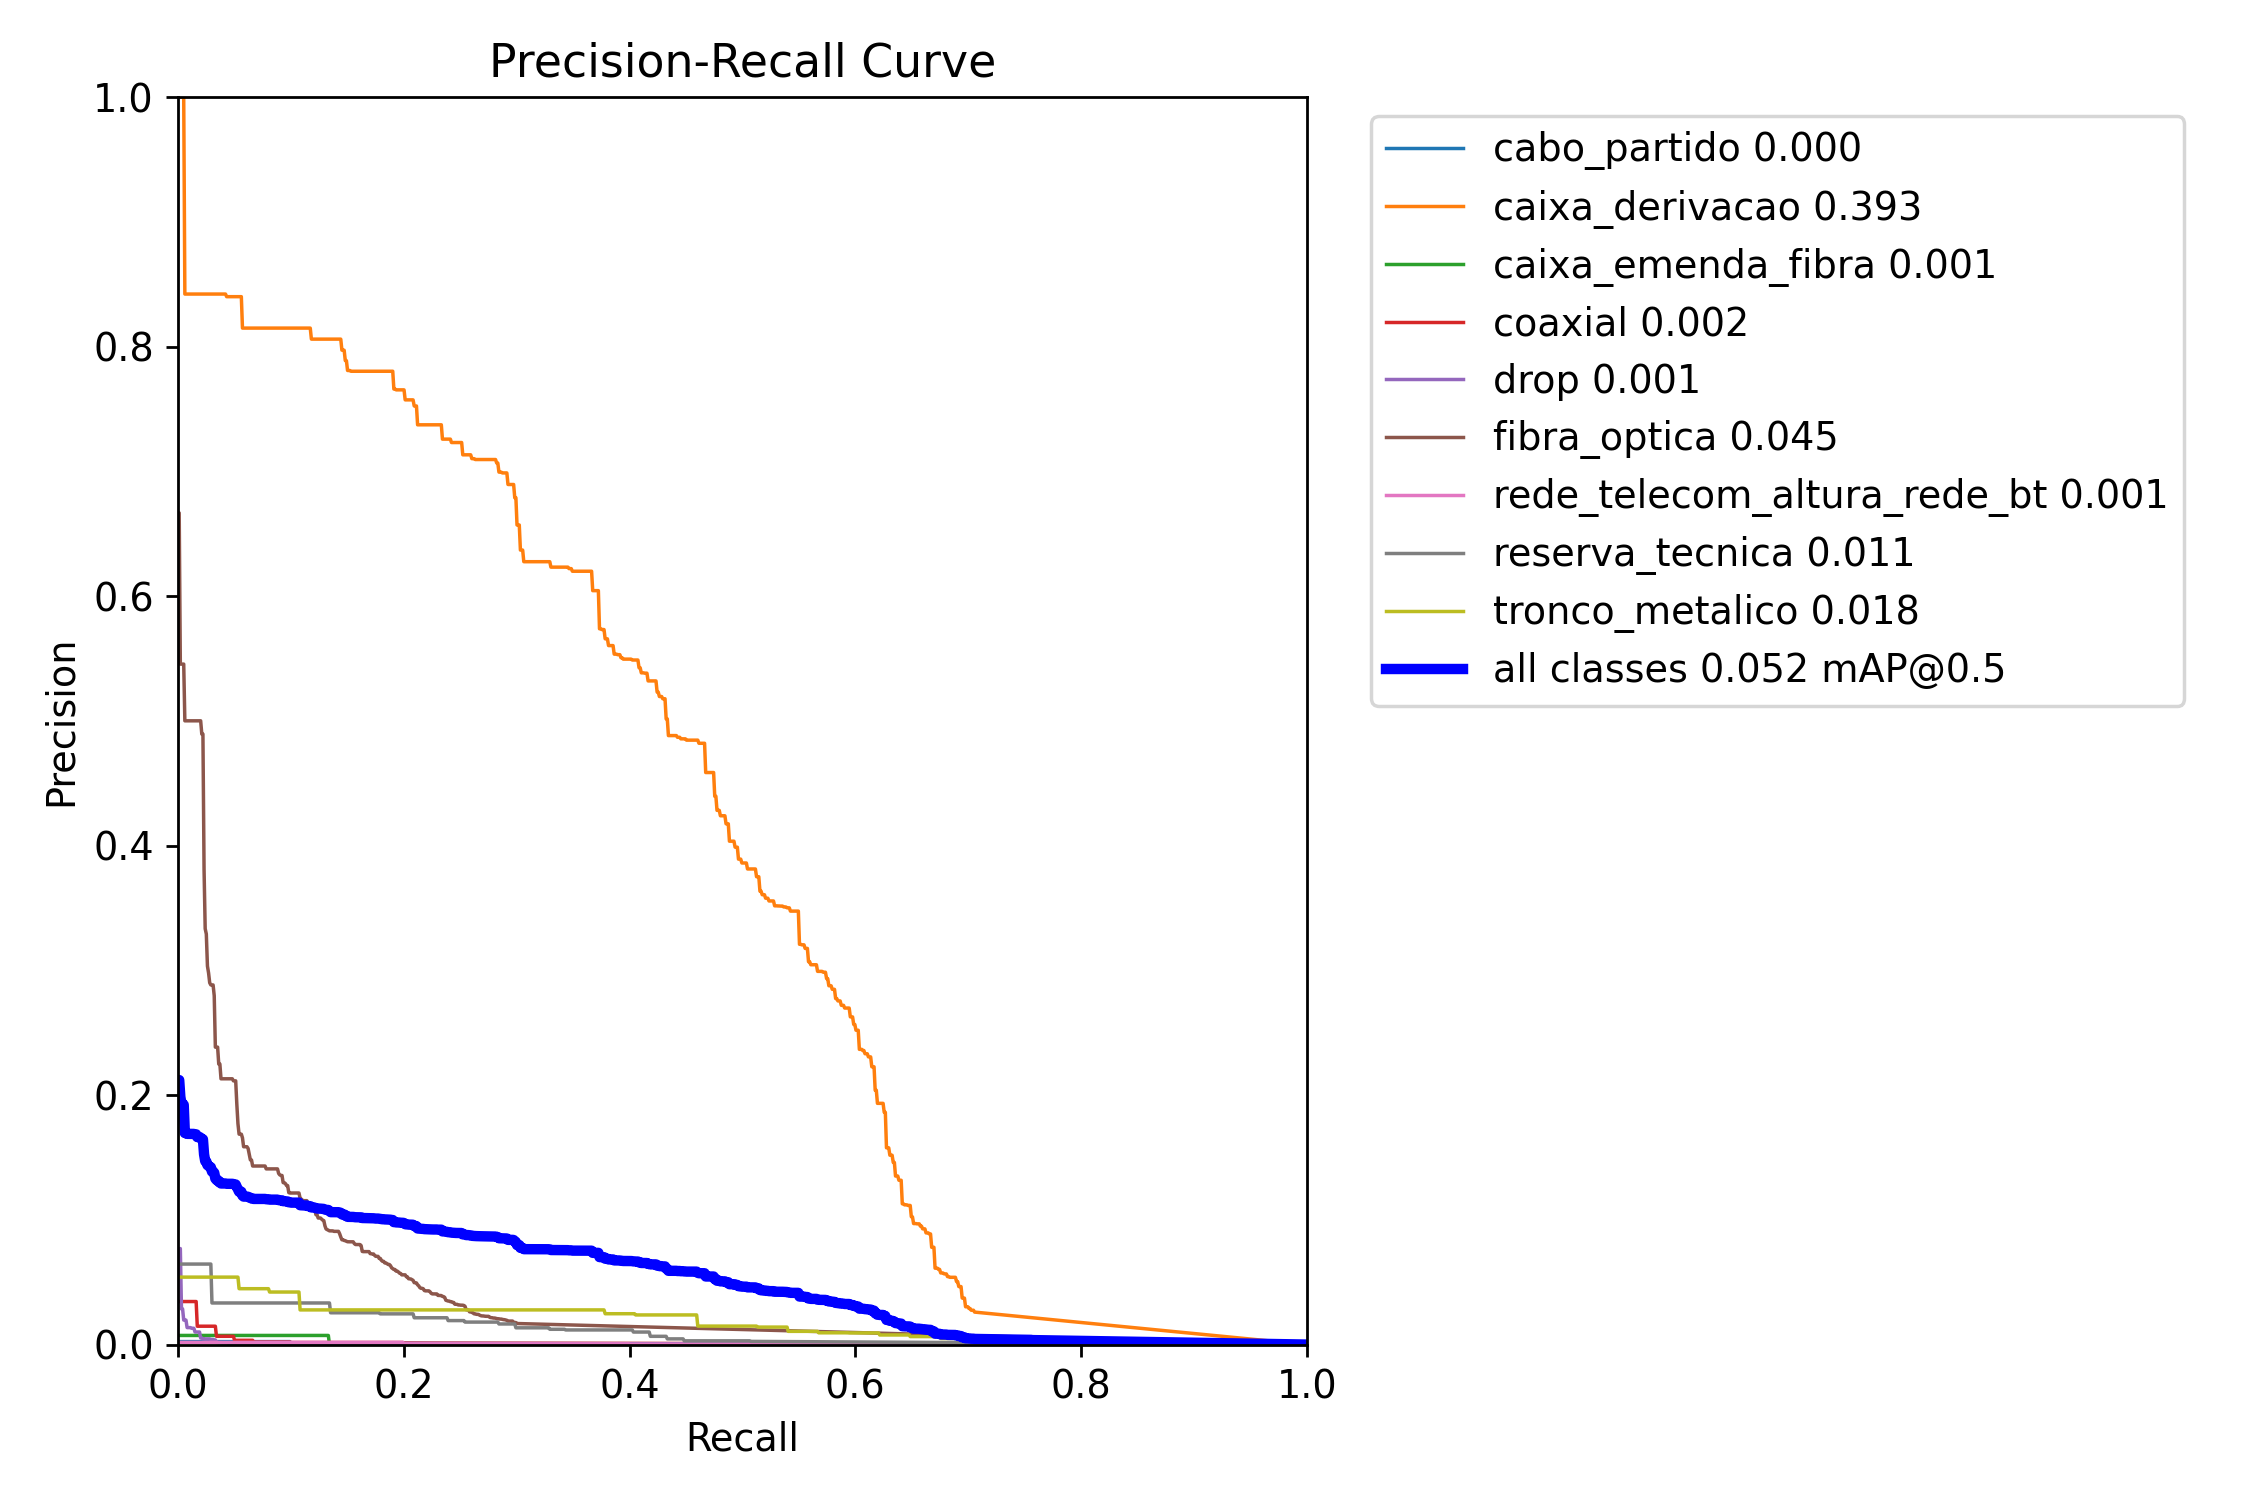 Precision-Recall Curve
1.0
0.8
0.6
0.4
0.2
0.0
Precision
0.0 0.2 0.4 0.6 0.8 1.0
Recall
cabo_partido 0.000
caixa_derivacao 0.393
caixa_emenda_fibra 0.001
coaxial 0.002
drop 0.001
fibra_optica 0.045
rede_telecom_altura_rede_bt 0.001
reserva_tecnica 0.011
tronco_metalico 0.018
all classes 0.052 mAP@0.5